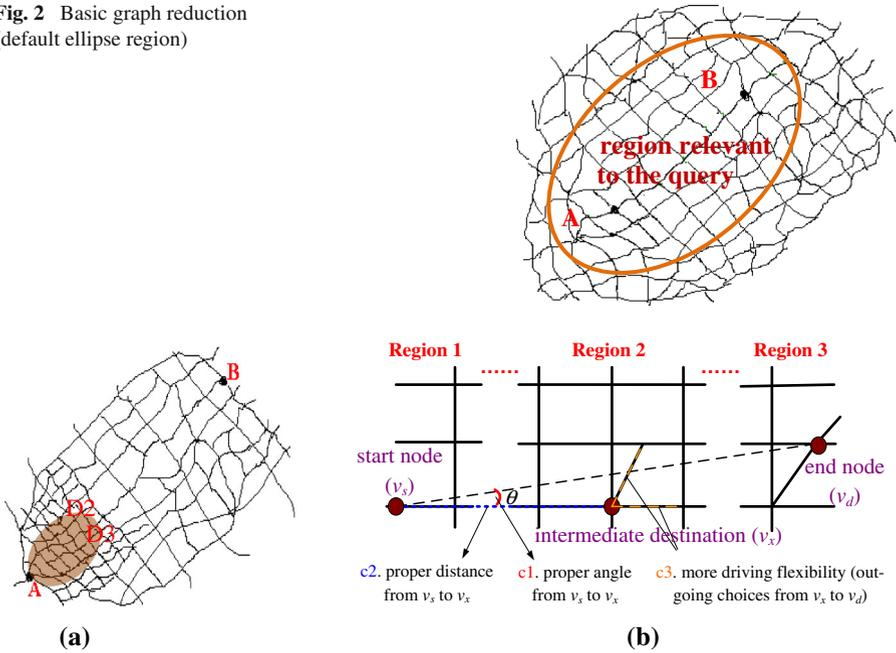 Fig. 2 Basic graph reduction
(default ellipse region)
B
region relevant
to the query
A
B
D2
D3
A
(a)
Region 1
......
Region 2
......
Region 3
start node
(vs)
θ
end node
(vd)
intermediate destination (vx)
c2. proper distance
from vs to vx
c1. proper angle
from vs to vx
c3. more driving flexibility (out-
going choices from vx to vd)
(b)